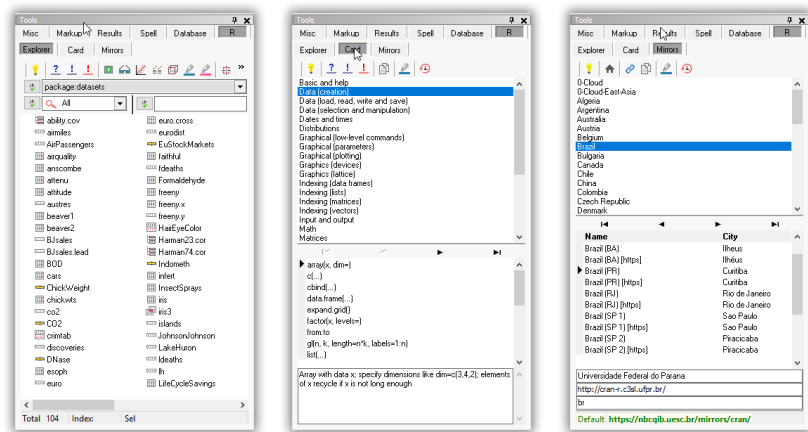 Tools
Misc Markup Results Spell Database R
Explorer Card Mirrors
package:datasets
All
ability.cov
airmiles
AirPassengers
airquality
anscombe
attenu
attitude
austres
beaver1
beaver2
BJsales
BJsales.lead
BOD
cars
ChickWeight
chickwts
co2
CO2
crimtab
discoveries
DNase
esoph
euro
euro.cross
eurodist
EuStockMarkets
faithful
fdeaths
Formaldehyde
freeny
freeny.x
freeny.y
HairEyeColor
Harman23.cor
Harman74.cor
Indometh
infert
InsectSprays
iris
iris3
islands
JohnsonJohnson
LakeHuron
ldeaths
lh
LifeCycleSavings
Total 104 Index: Sel
Tools
Misc Markup Results Spell Database R
Explorer Card Mirrors
Basic and help
Data (creation)
Data (load, read, write and save)
Data (selection and manipulation)
Dates and times
Distributions
Graphical (low-level commands)
Graphical (parameters)
Graphical (plotting)
Graphics (devices)
Graphics (lattice)
Indexing (data frames)
Indexing (lists)
Indexing (matrices)
Indexing (vectors)
Input and output
Math
Matrices
array(x, dim=)
c(...)
cbind(...)
data.frame(...)
expand.grid()
factor(x, levels=)
from:to
gl(n, k, length=n*k, labels=1:n)
list(...)
Array with data x; specify dimensions like dim=c(3,4,2); elements
of x recycle if x is not long enough
Tools
Misc Markup Results Spell Database R
Explorer Card Mirrors
0-Cloud
0-Cloud-East-Asia
Algeria
Argentina
Australia
Austria
Belgium
Brazil
Bulgaria
Canada
Chile
China
Colombia
Czech Republic
Denmark
Name City
Brazil (BA) Ilheus
Brazil (BA) [https] Ilhéus
Brazil (PR) Curitiba
Brazil (PR) [https] Curitiba
Brazil (RJ) Rio de Janeiro
Brazil (RJ) [https] Rio de Janeiro
Brazil (SP 1) Sao Paulo
Brazil (SP 1) [https] Sao Paulo
Brazil (SP 2) Piracicaba
Brazil (SP 2) [https] Piracicaba
Universidade Federal do Parana
http://cran-r.c3sl.ufpr.br/
br
Default https://nbcgib.uesc.br/mirrors/cran/